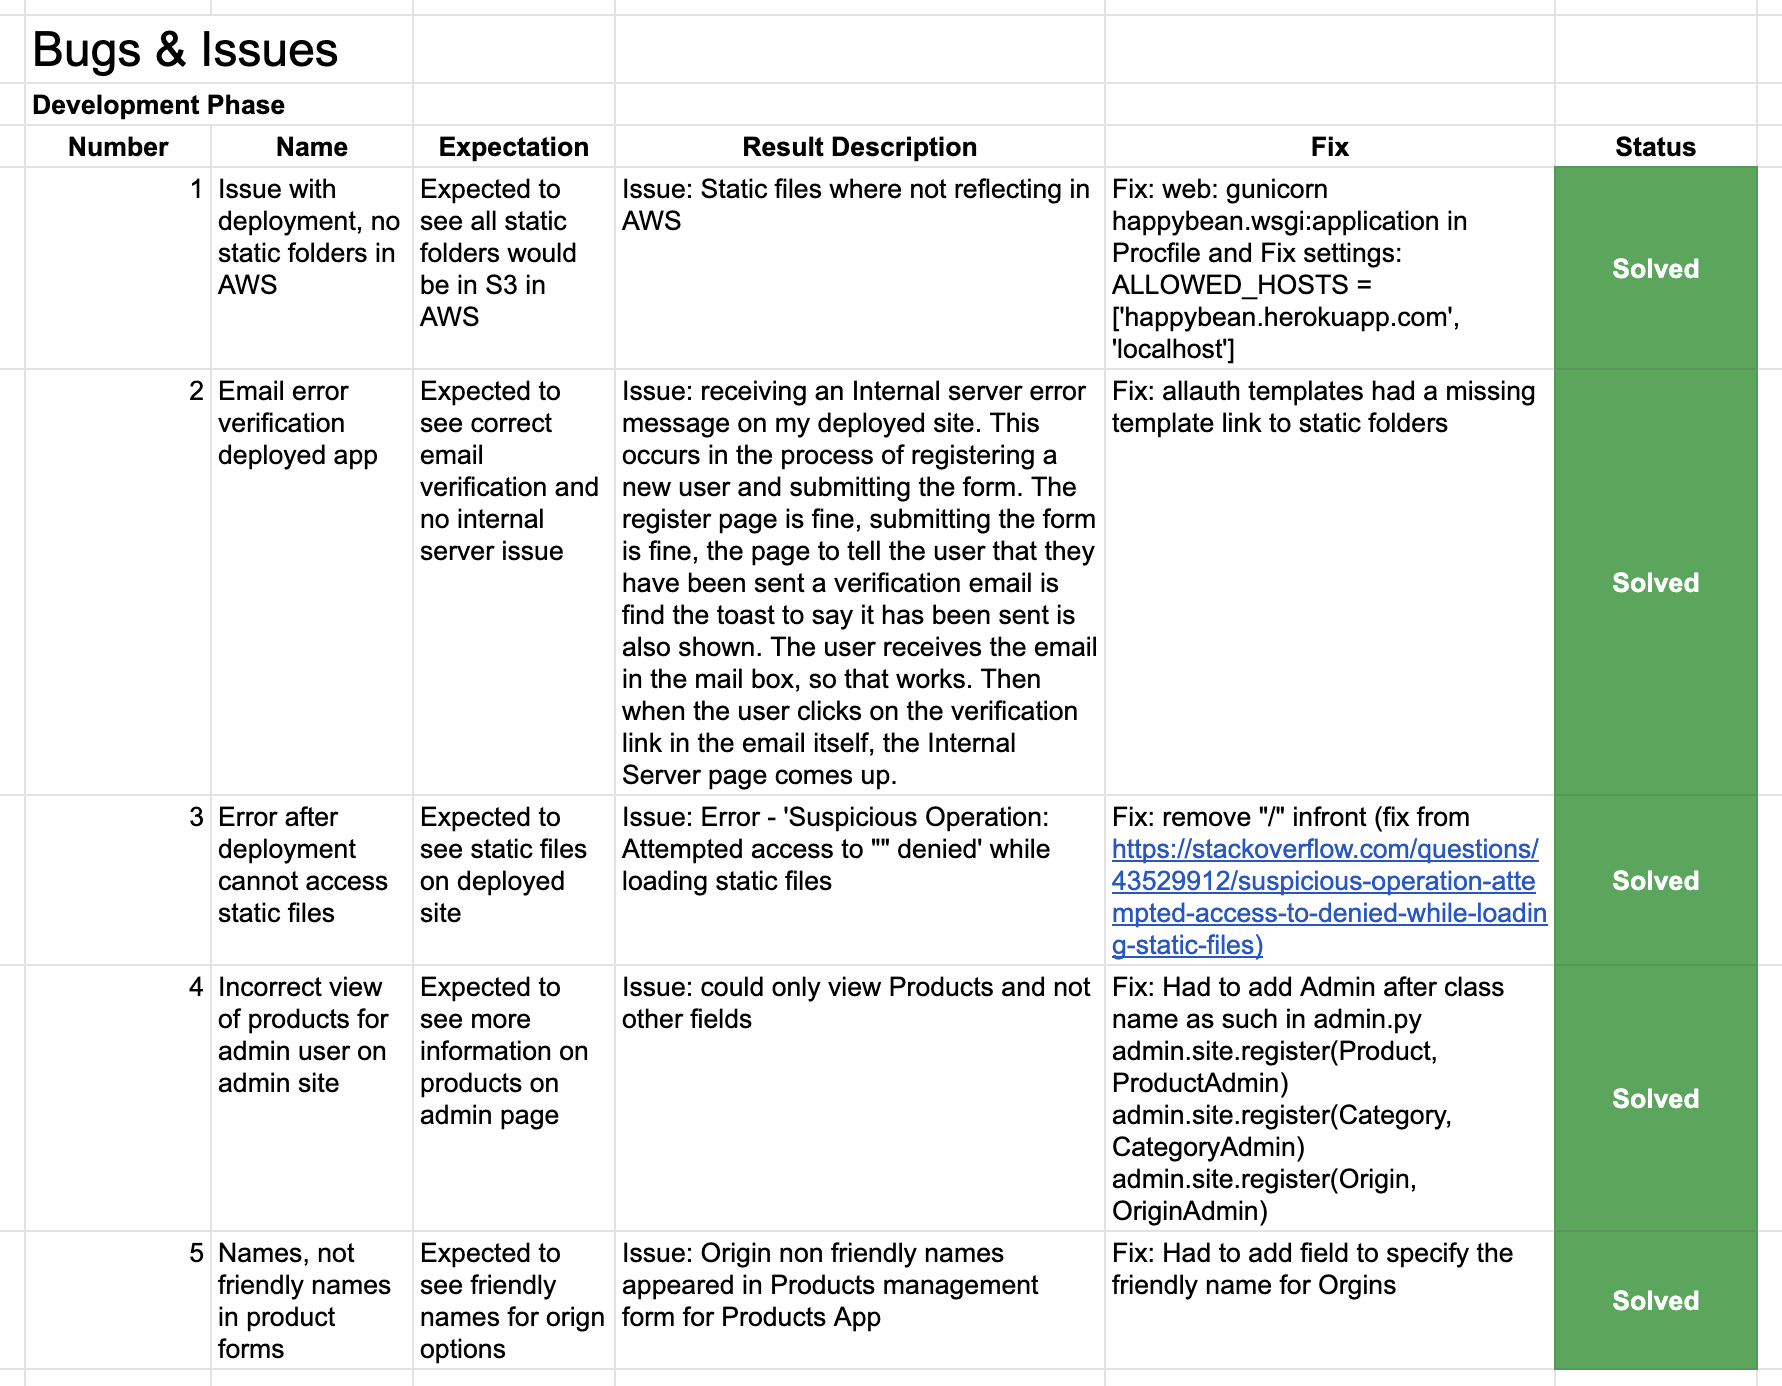 Bugs & Issues
Development Phase
Number Name Expectation Result Description Fix Status
1
Issue with
deployment, no
static folders in
AWS
Expected to
see all static
folders would
be in S3 in
AWS
Issue: Static files where not reflecting in
AWS
Fix: web: gunicorn
happybean.wsgi:application in
Procfile and Fix settings:
ALLOWED_HOSTS =
['happybean.herokuapp.com',
'localhost']
Solved
2
Email error
verification
deployed app
Expected to
see correct
email
verification and
no internal
server issue
Issue: receiving an Internal server error
message on my deployed site. This
occurs in the process of registering a
new user and submitting the form. The
register page is fine, submitting the form
is fine, the page to tell the user that they
have been sent a verification email is
find the toast to say it has been sent is
also shown. The user receives the email
in the mail box, so that works. Then
when the user clicks on the verification
link in the email itself, the Internal
Server page comes up.
Fix: allauth templates had a missing
template link to static folders
Solved
3
Error after
deployment
cannot access
static files
Expected to
see static files
on deployed
site
Issue: Error - 'Suspicious Operation:
Attempted access to "" denied' while
loading static files
Fix: remove "/" infront (fix from
https://stackoverflow.com/questions/
43529912/suspicious-operation-atte
mpted-access-to-denied-while-loadin
g-static-files)
Solved
4
Incorrect view
of products for
admin user on
admin site
Expected to
see more
information on
products on
admin page
Issue: could only view Products and not
other fields
Fix: Had to add Admin after class
name as such in admin.py
admin.site.register(Product,
ProductAdmin)
admin.site.register(Category,
CategoryAdmin)
admin.site.register(Origin,
OriginAdmin)
Solved
5
Names, not
friendly names
in product
forms
Expected to
see friendly
names for orign
options
Issue: Origin non friendly names
appeared in Products management
form for Products App
Fix: Had to add field to specify the
friendly name for Orgins
Solved